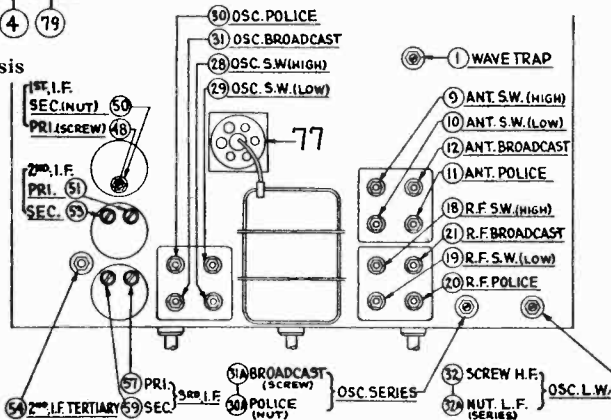 4 79
sis
30 OSC. POLICE
31 OSC. BROADCAST
28 OSC. S.W. (HIGH)
29 OSC. S.W. (LOW)
1 WAVE TRAP
1ST. I.F.
SEC. (NUT) 50
PRI. (SCREW) 48
77
9 ANT. S.W. (HIGH)
10 ANT. S.W. (LOW)
12 ANT. BROADCAST
11 ANT. POLICE
2ND. I.F.
PRI. 51
SEC. 53
18 R.F. S.W. (HIGH)
21 R.F. BROADCAST
19 R.F. S.W. (LOW)
20 R.F. POLICE
54 2ND. I.F. TERTIARY
57 PRI.
59 SEC.
3RD. I.F.
31A BROADCAST
(SCREW)
30A POLICE
(NUT)
OSC. SERIES
32 SCREW H.F.
32A NUT L.F.
(SERIES)
OSC. L.W.